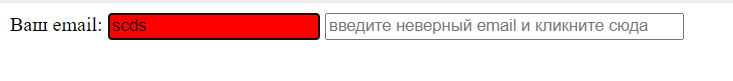 Ваш email: scds введите неверный email и кликните сюда